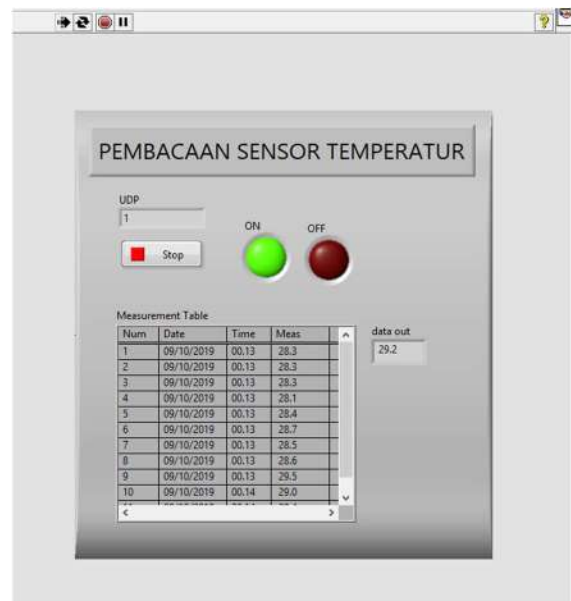 PEMBACAAN SENSOR TEMPERATUR
UDP
1
ON OFF
Stop
Measurement Table
data out
29.2
Num Date Time Meas
1 09/10/2019 00.13 28.3
2 09/10/2019 00.13 28.3
3 09/10/2019 00.13 28.3
4 09/10/2019 00.13 28.1
5 09/10/2019 00.13 28.4
6 09/10/2019 00.13 28.7
7 09/10/2019 00.13 28.5
8 09/10/2019 00.13 28.6
9 09/10/2019 00.13 29.5
10 09/10/2019 00.14 29.0